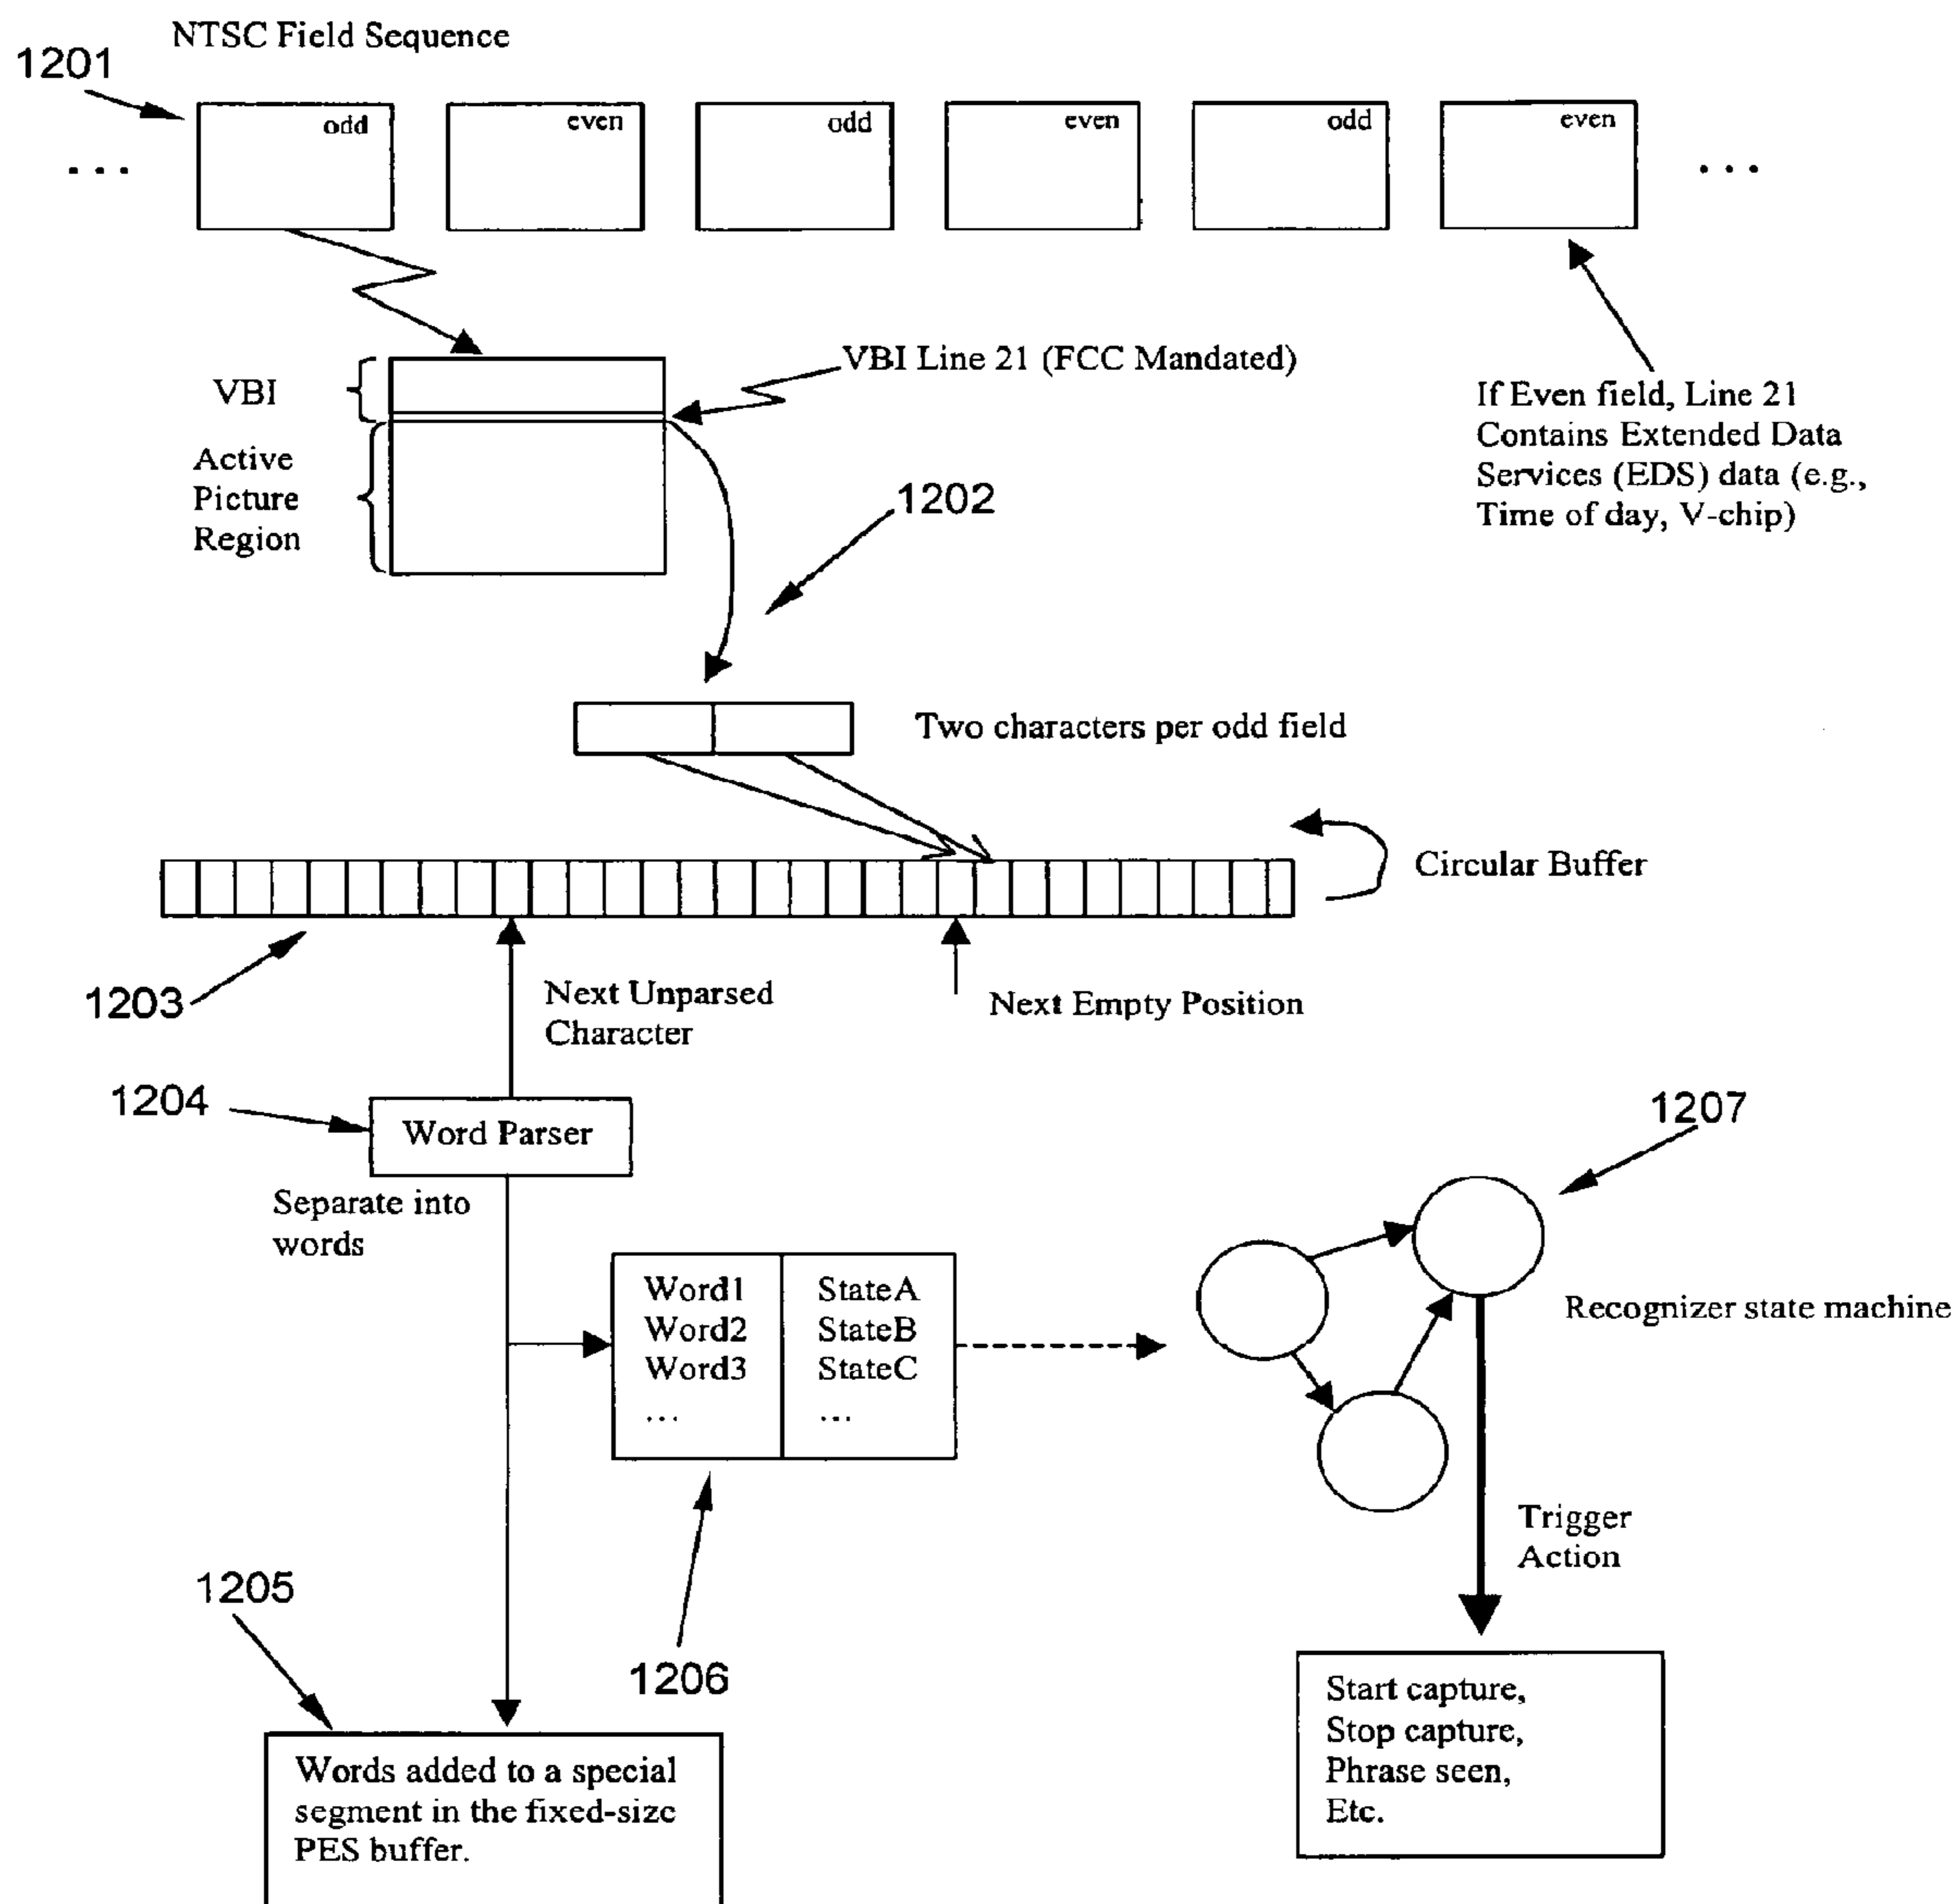 NTSC Field Sequence
1201
odd
even
odd
even
odd
even
...
...
VBI
VBI Line 21 (FCC Mandated)
If Even field, Line 21
Contains Extended Data
Services (EDS) data (e.g.,
Time of day, V-chip)
Active
Picture
Region
1202
Two characters per odd field
Circular Buffer
1203
Next Unparsed
Character
Next Empty Position
1204
Word Parser
1207
Separate into
words
Word1 StateA
Word2 StateB
Word3 StateC
... ...
Recognizer state machine
Trigger
Action
1205
1206
Words added to a special
segment in the fixed-size
PES buffer.
Start capture,
Stop capture,
Phrase seen,
Etc.